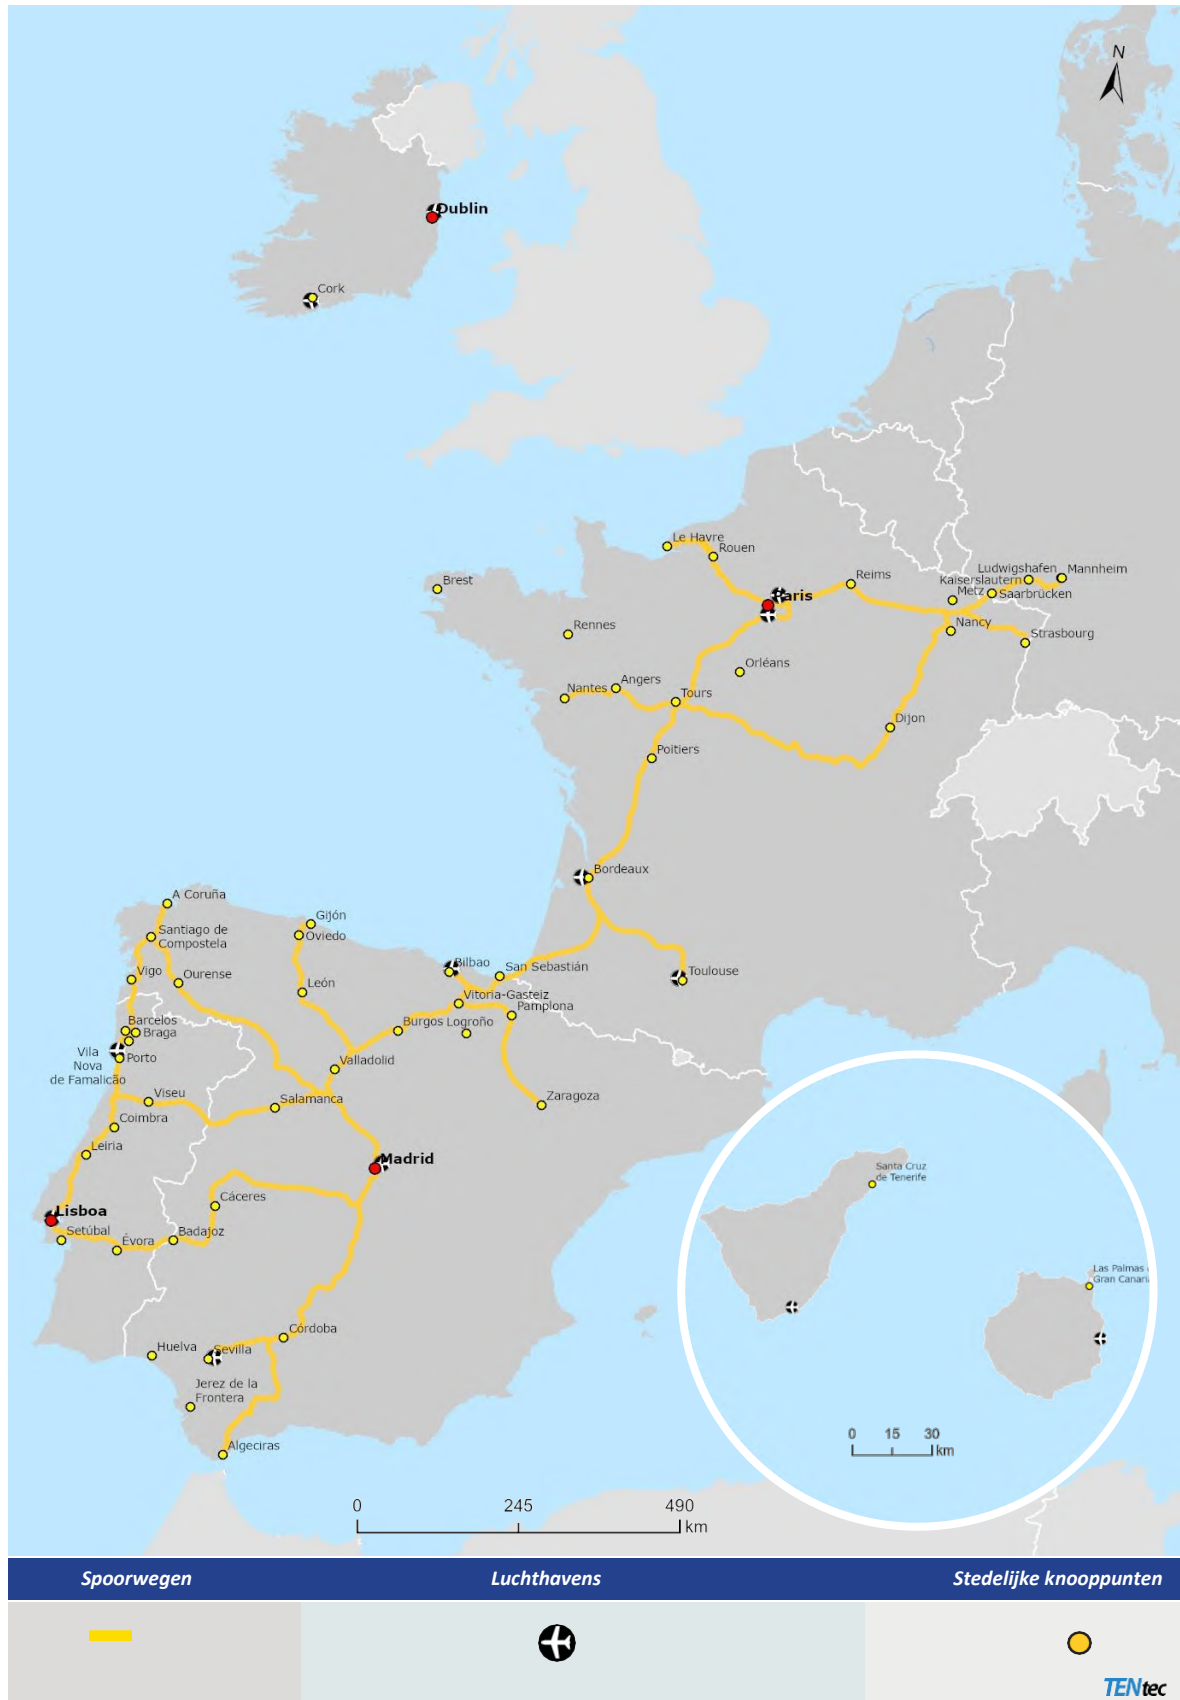 N
Dublin
Cork
Le Havre
Rouen
Ludwigshafen
Mannheim
Reims
Kaiserslautern
Metz
Saarbrücken
Brest
Paris
Nancy
Strasbourg
Rennes
Orléans
Angers
Nantes
Tours
Dijon
Poitiers
Bordeaux
A Coruña
Gijón
Santiago de
Compostela
Oviedo
Bilbao
San Sebastián
Toulouse
Vigo
Ourense
León
Vitoria-Gasteiz
Pamplona
Barcelos
Burgos
Logroño
Braga
Vila
Nova
de Famalicão
Porto
Valladolid
Viseu
Salamanca
Zaragoza
Coimbra
Leiria
Madrid
Santa Cruz
de Tenerife
Cáceres
Lisboa
Setúbal
Évora
Badajoz
Las Palmas
Gran Canaria
Córdoba
Huelva
Sevilla
Jerez de la
Frontera
Algeciras
0 15 30
km
0 245 490
km
Spoorwegen Luchthavens Stedelijke knooppunten
TENtec